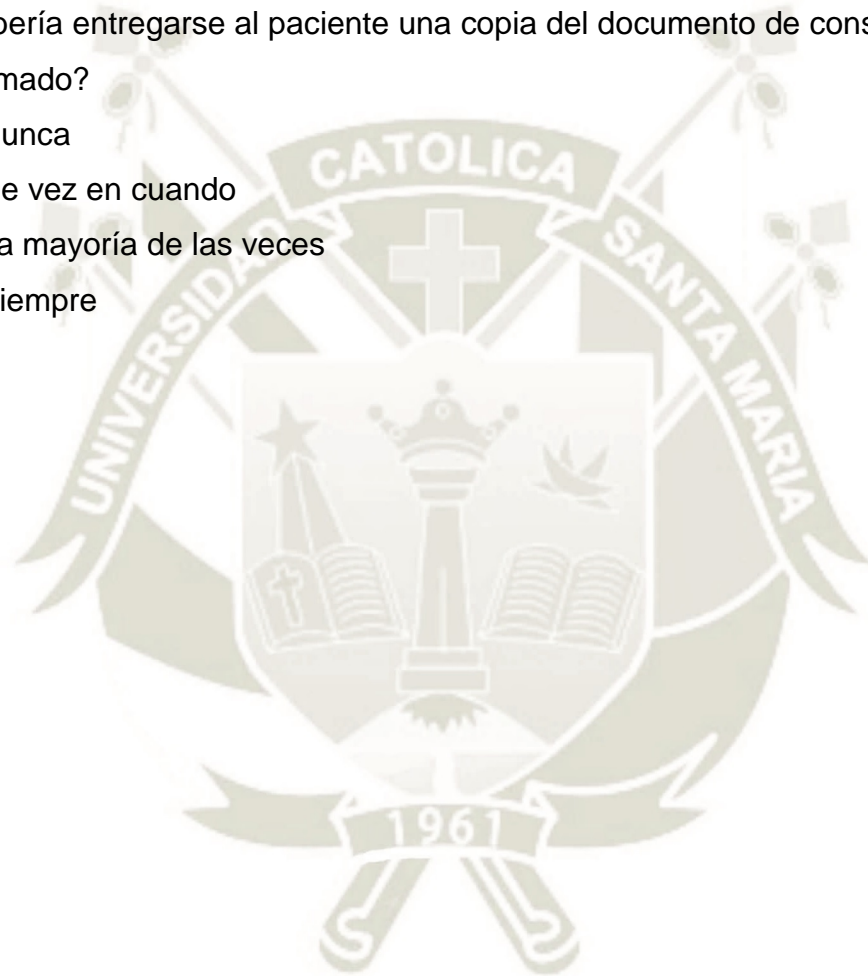 bería entregarse al paciente una copia del documento de cons
mado?
unca
e vez en cuando
a mayoría de las veces
iempre
UNIVERSIDAD CATOLICA SANTA MARIA
1961